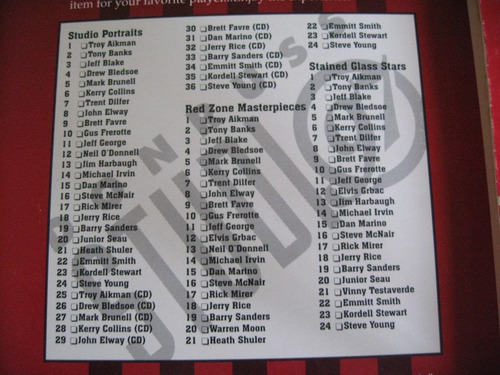 item for your favorite player
Studio Portraits
1 ❑Troy Aikman
2 ❑Tony Banks
3 ❑Jeff Blake
4 ❑Drew Bledsoe
5 ❑Mark Brunell
6 ❑Kerry Collins
7 ❑Trent Dilfer
8 ❑John Elway
9 ❑Brett Favre
10 ❑Gus Frerotte
11 ❑Jeff George
12 ❑Neil O'Donnell
13 ❑Jim Harbaugh
14 ❑Michael Irvin
15 ❑Dan Marino
16 ❑Steve McNair
17 ❑Rick Mirer
18 ❑Jerry Rice
19 ❑Barry Sanders
20 ❑Junior Seau
21 ❑Heath Shuler
22 ❑Emmitt Smith
23 ❑Kordell Stewart
24 ❑Steve Young
25 ❑Troy Aikman (CD)
26 ❑Drew Bledsoe (CD)
27 ❑Mark Brunell (CD)
28 ❑Kerry Collins (CD)
29 ❑John Elway (CD)
30 ❑Brett Favre (CD)
31 ❑Dan Marino (CD)
32 ❑Jerry Rice (CD)
33 ❑Barry Sanders (CD)
34 ❑Emmitt Smith (CD)
35 ❑Kordell Stewart (CD)
36 ❑Steve Young (CD)
Red Zone Masterpieces
1 ❑Troy Aikman
2 ❑Tony Banks
3 ❑Jeff Blake
4 ❑Drew Bledsoe
5 ❑Mark Brunell
6 ❑Kerry Collins
7 ❑Trent Dilfer
8 ❑John Elway
9 ❑Brett Favre
10 ❑Gus Frerotte
11 ❑Jeff George
12 ❑Elvis Grbac
13 ❑Neil O'Donnell
14 ❑Michael Irvin
15 ❑Dan Marino
16 ❑Steve McNair
17 ❑Rick Mirer
18 ❑Jerry Rice
19 ❑Barry Sanders
20 ❑Warren Moon
21 ❑Heath Shuler
22 ❑Emmitt Smith
23 ❑Kordell Stewart
24 ❑Steve Young
Stained Glass Stars
1 ❑Troy Aikman
2 ❑Tony Banks
3 ❑Jeff Blake
4 ❑Drew Bledsoe
5 ❑Mark Brunell
6 ❑Kerry Collins
7 ❑Trent Dilfer
8 ❑John Elway
9 ❑Brett Favre
10 ❑Gus Frerotte
11 ❑Jeff George
12 ❑Elvis Grbac
13 ❑Jim Harbaugh
14 ❑Michael Irvin
15 ❑Dan Marino
16 ❑Steve McNair
17 ❑Rick Mirer
18 ❑Jerry Rice
19 ❑Barry Sanders
20 ❑Junior Seau
21 ❑Vinny Testaverde
22 ❑Emmitt Smith
23 ❑Kordell Stewart
24 ❑Steve Young